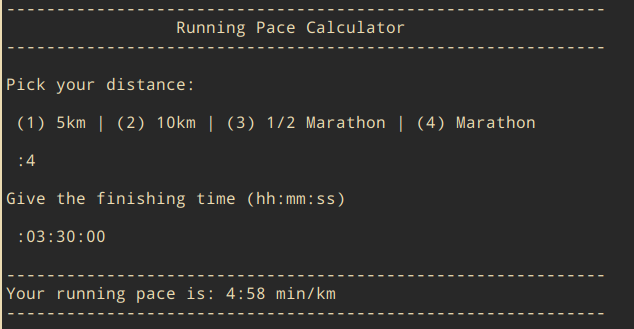 ------------------------------------------------------------
Running Pace Calculator
------------------------------------------------------------
Pick your distance:
(1) 5km | (2) 10km | (3) 1/2 Marathon | (4) Marathon
:4
Give the finishing time (hh:mm:ss)
:03:30:00
------------------------------------------------------------
Your running pace is: 4:58 min/km
------------------------------------------------------------